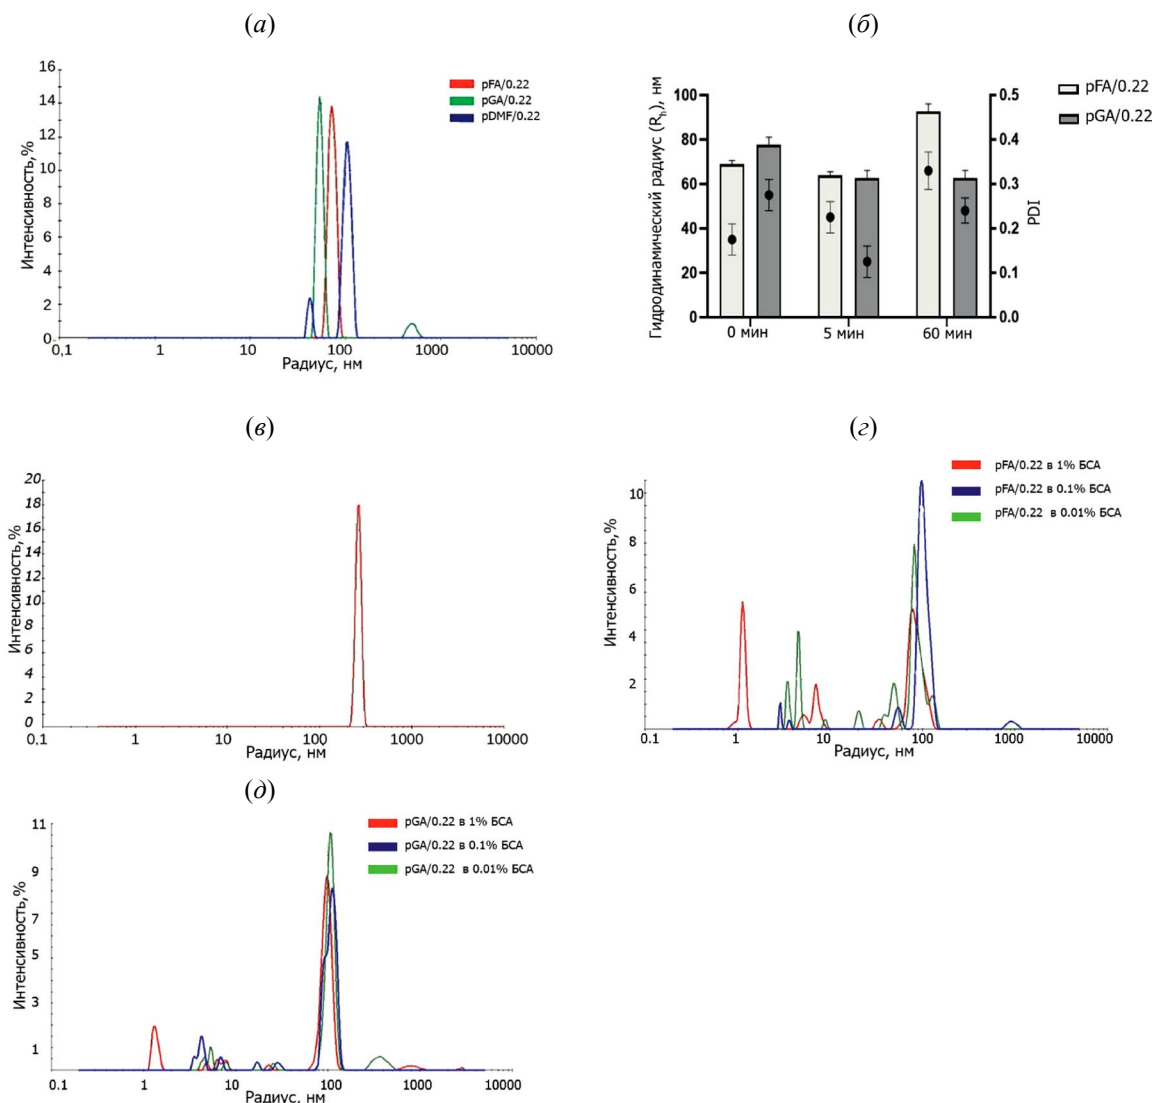 (а)
16
14
12
10
8
6
4
2
0
Интенсивность,%
0,1
1
10
100
1000
10000
Радиус, нм
pFA/0.22
pGA/0.22
pDMF/0.22
(б)
100
80
60
40
20
0
Гидродинамический радиус (Rh), нм
0.5
0.4
0.3
0.2
0.1
0.0
PDI
0 мин
5 мин
60 мин
pFA/0.22
pGA/0.22
(в)
20
18
16
14
12
10
8
6
4
2
0
Интенсивность,%
0.1
1
10
100
1000
10000
Радиус, нм
(г)
10
8
6
4
2
Интенсивность,%
0.1
1
10
100
1000
10000
Радиус, нм
pFA/0.22 в 1% БСА
pFA/0.22 в 0.1% БСА
pFA/0.22 в 0.01% БСА
(д)
11
9
7
5
3
1
Интенсивность,%
0.1
1
10
100
1000
10000
Радиус, нм
pGA/0.22 в 1% БСА
pGA/0.22 в 0.1% БСА
pGA/0.22 в 0.01% БСА